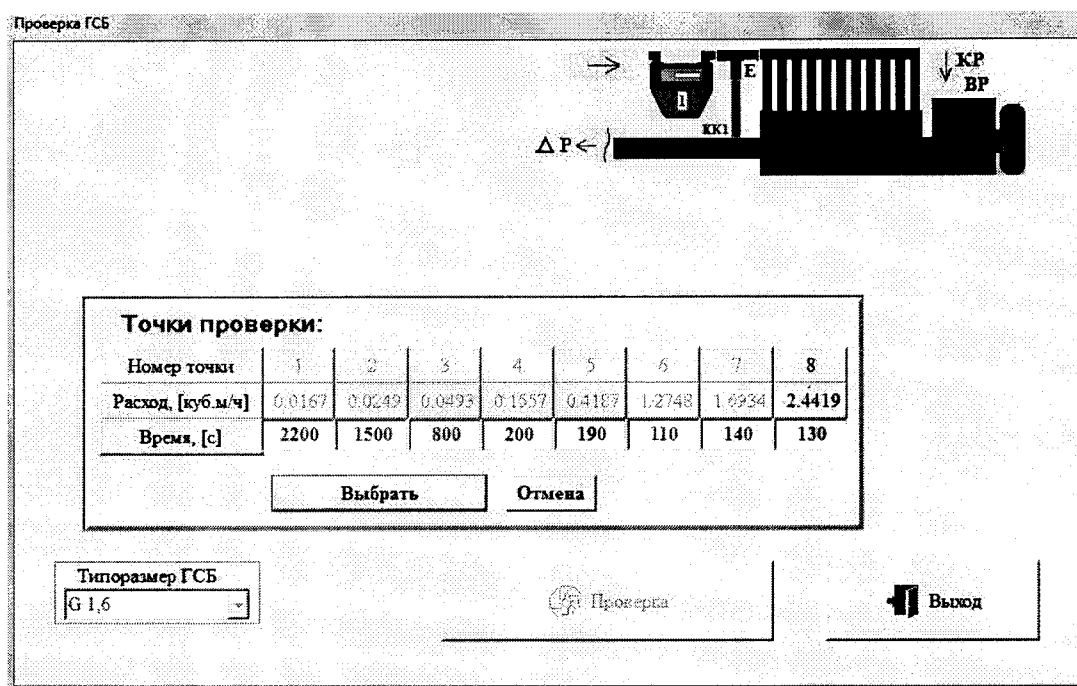 Проверка ГСБ
КР
Е
ВР
1
КК1
Δ P
Точки проверки:
Номер точки 1 2 3 4 5 6 7 8
Расход, [куб.м/ч] 0.0167 0.0249 0.0493 0.1557 0.4187 1.2748 1.6934 2.4419
Время, [с] 2200 1500 800 200 190 110 140 130
Выбрать Отмена
Типоразмер ГСБ
G 1,6
Проверка
Выход